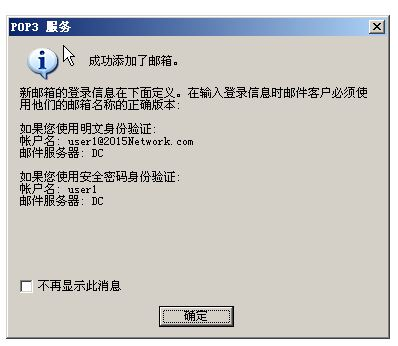 POP3 服务
成功添加了邮箱。
新邮箱的登录信息在下面定义。在输入登录信息时邮件客户必须使
用他们的邮箱名称的正确版本:
如果您使用明文身份验证:
帐户名: user1@2015Network.com
邮件服务器: DC
如果您使用安全密码身份验证:
帐户名: user1
邮件服务器: DC
不再显示此消息
确定